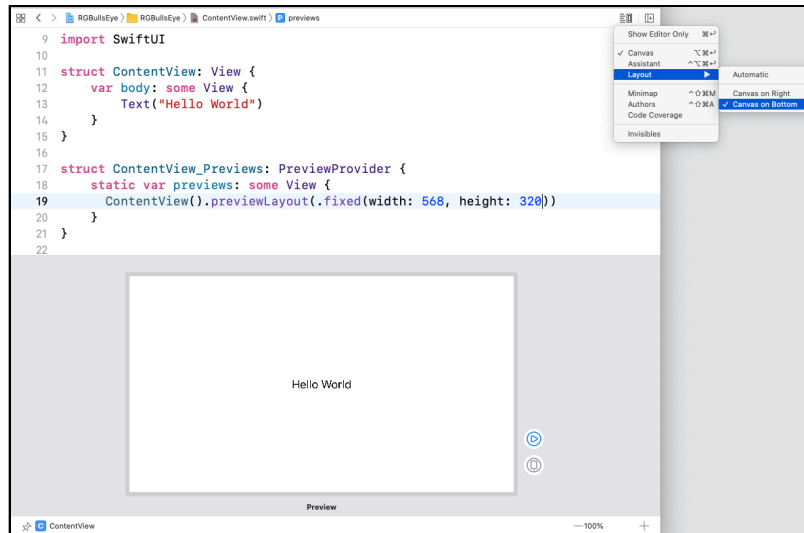 RGBullsEye 〉 RGBullsEye 〉 ContentView.swift 〉 P previews
9 import SwiftUI
10
11 struct ContentView: View {
12 var body: some View {
13 Text("Hello World")
14 }
15 }
16
17 struct ContentView_Previews: PreviewProvider {
18 static var previews: some View {
19 ContentView().previewLayout(.fixed(width: 568, height: 320))
20 }
21 }
22
Show Editor Only ⌘↩
✓ Canvas ⌥⌘↩
Assistant ^⌥⌘↩
Layout ▶
Minimap ^⇧⌘M
Authors ^⇧⌘A
Code Coverage
Invisibles
Automatic
Canvas on Right
✓ Canvas on Bottom
Hello World
Preview
C ContentView
— 100% +